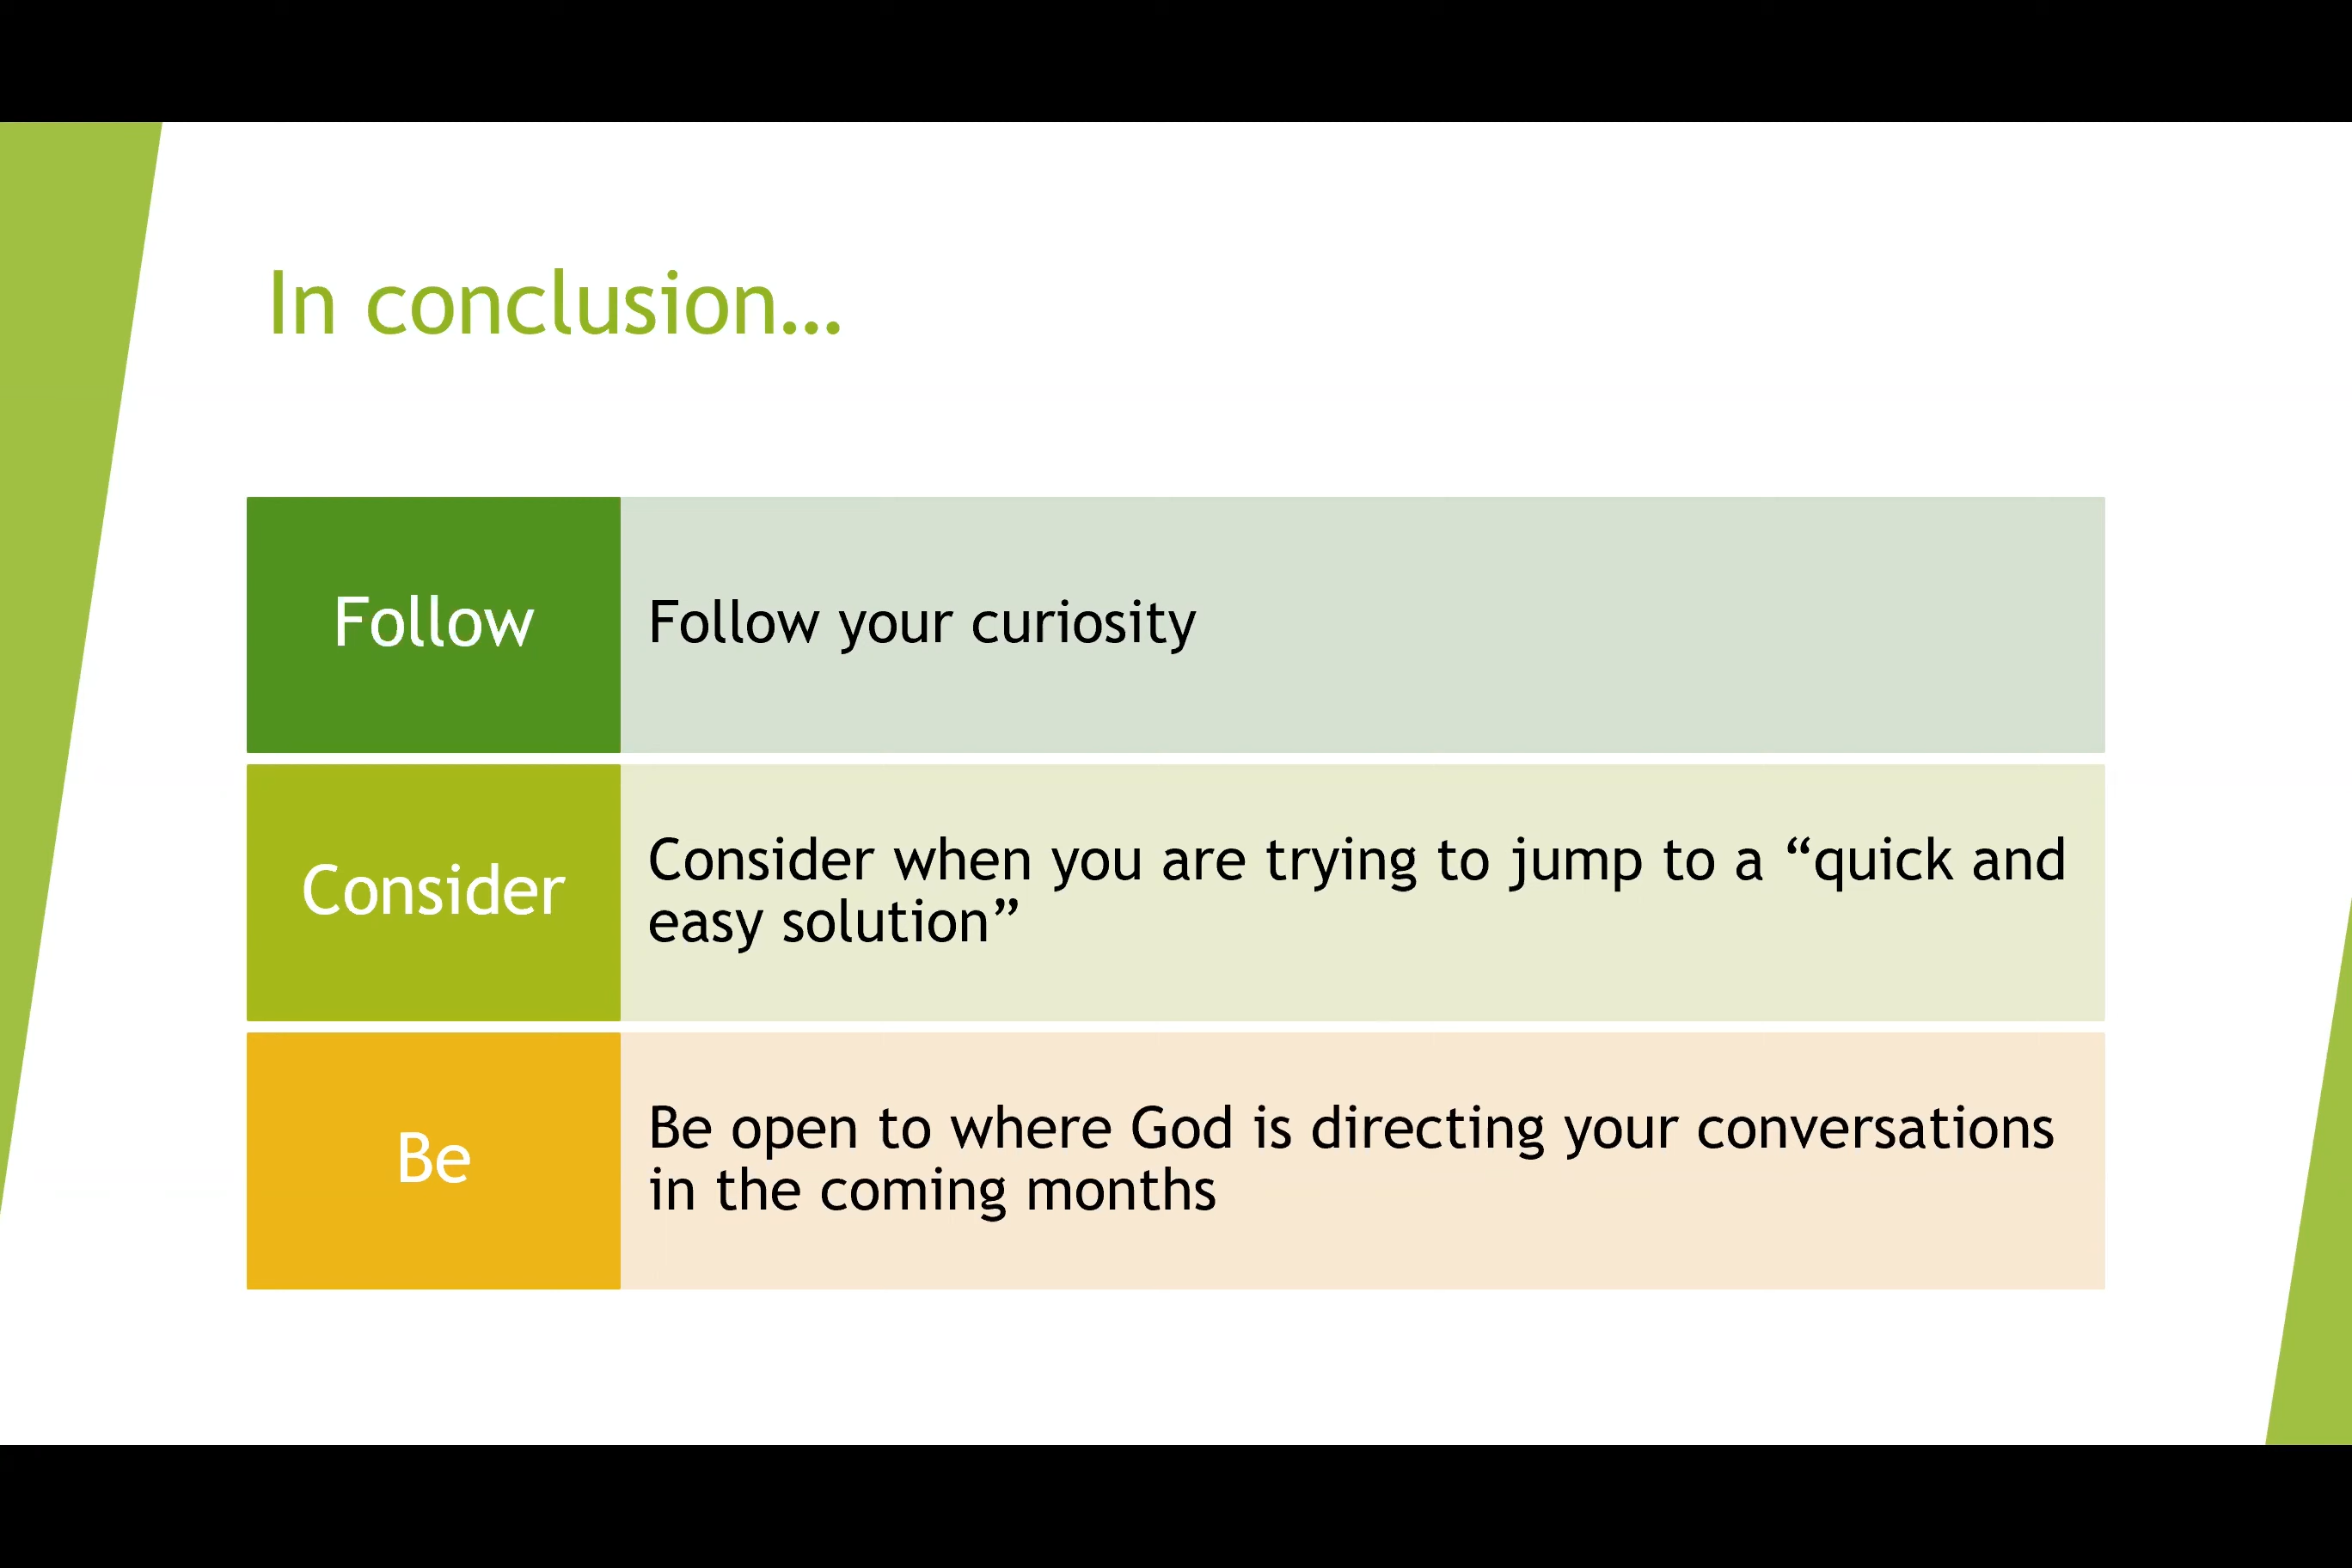 In conclusion...
Follow
Follow your curiosity
Consider
Consider when you are trying to jump to a “quick and
easy solution”
Be
Be open to where God is directing your conversations
in the coming months